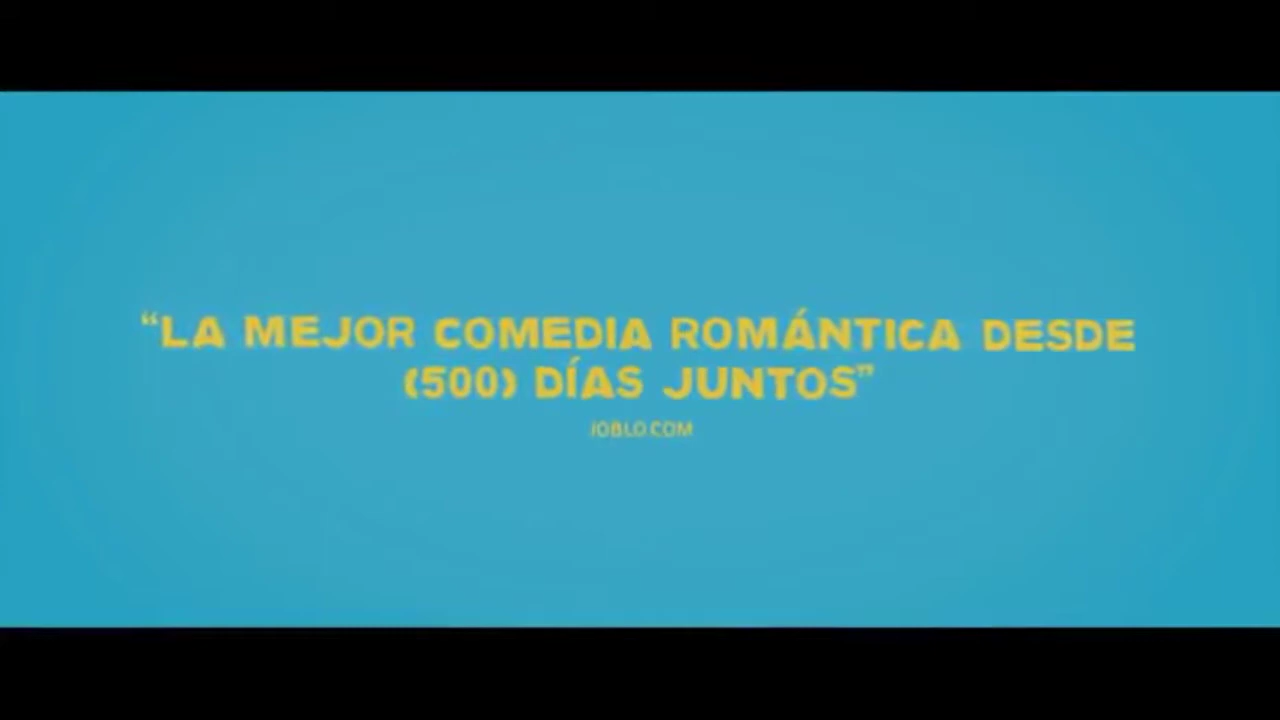 “LA MEJOR COMEDIA ROMÁNTICA DESDE
(500) DÍAS JUNTOS”
JOBLO.COM